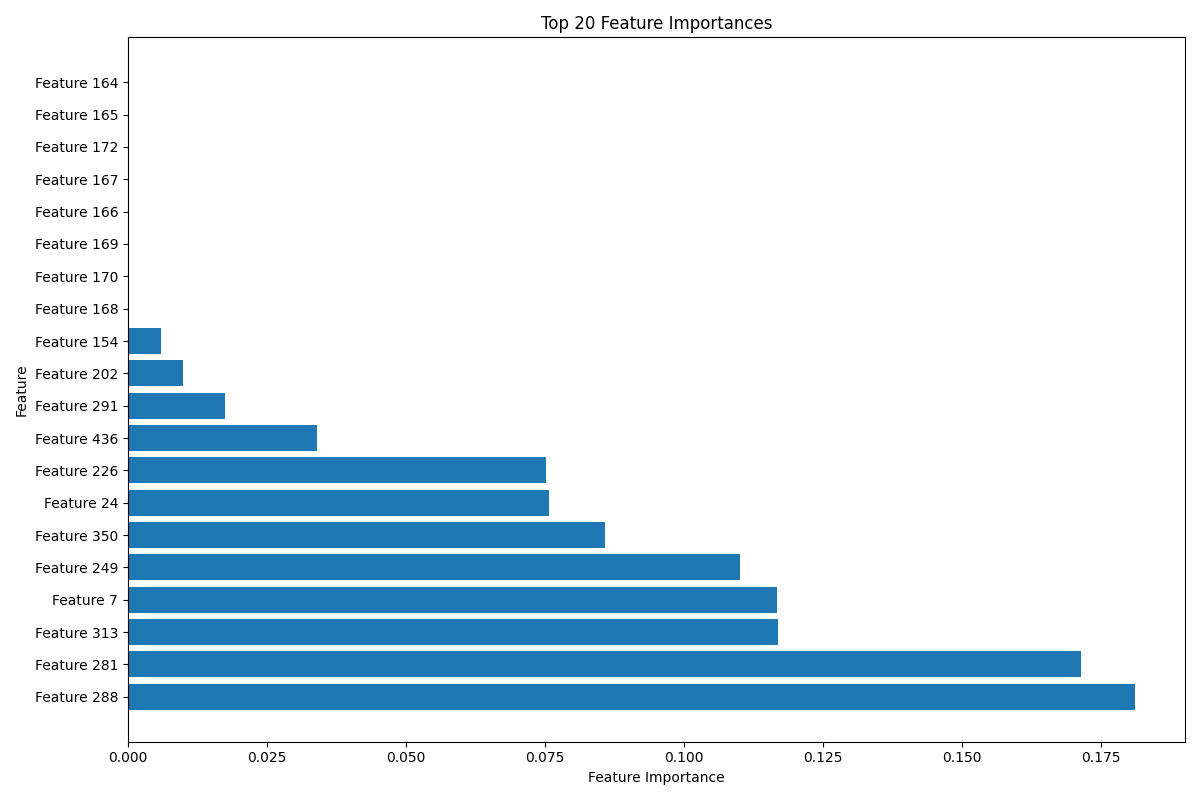 Top 20 Feature Importances
Feature
Feature 164
Feature 165
Feature 172
Feature 167
Feature 166
Feature 169
Feature 170
Feature 168
Feature 154
Feature 202
Feature 291
Feature 436
Feature 226
Feature 24
Feature 350
Feature 249
Feature 7
Feature 313
Feature 281
Feature 288
0.000 0.025 0.050 0.075 0.100 0.125 0.150 0.175
Feature Importance